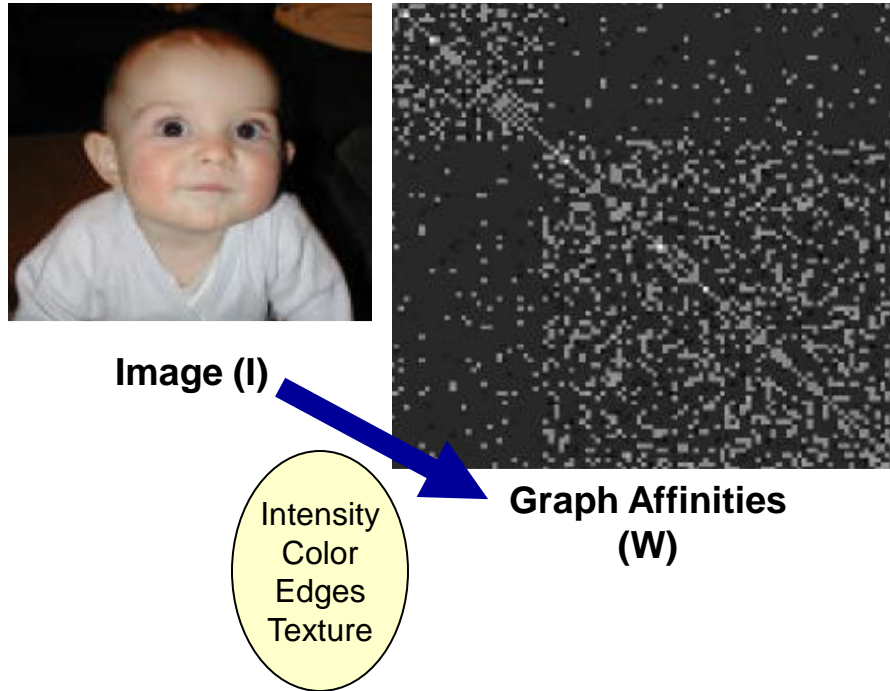 Image (I)
Graph Affinities
(W)
Intensity
Color
Edges
Texture